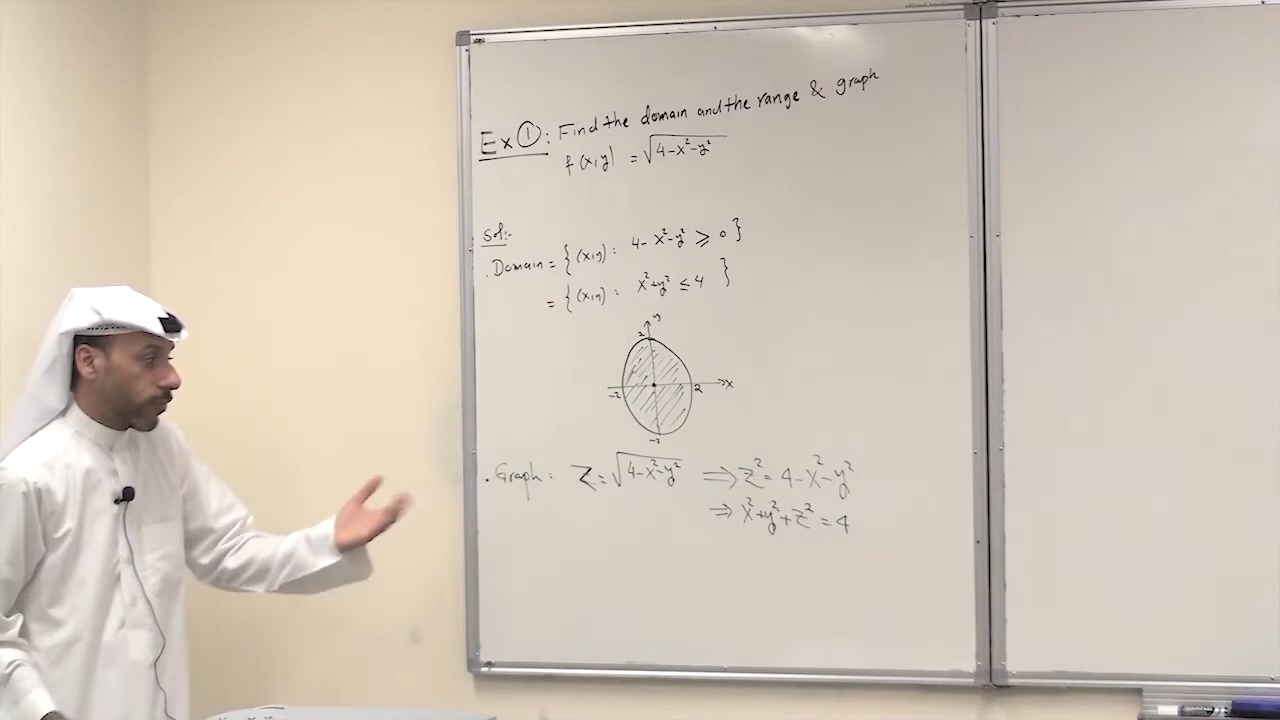 Ex ①: Find the domain and the range & graph
f(x,y) = √(4-x²-y²)
Sol:-
. Domain = { (x,y) : 4-x²-y² ⩾ 0 }
= { (x,y) : x²+y² ≤ 4 }
y
2
-2 2 x
-2
. Graph : Z = √(4-x²-y²) ⟹ Z² = 4-x²-y²
⟹ x²+y²+z² = 4